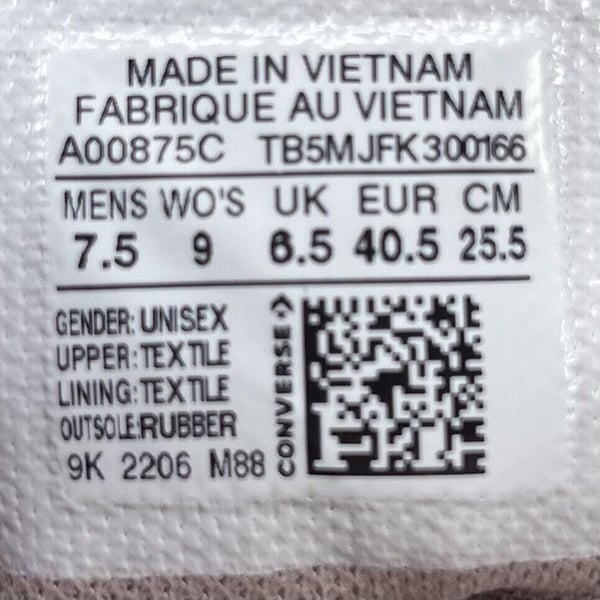 MADE IN VIETNAM
FABRIQUE AU VIETNAM
A00875C TB5MJFK300166
MENS WO'S UK EUR CM
7.5 9 6.5 40.5 25.5
GENDER: UNISEX
UPPER: TEXTILE
LINING: TEXTILE
OUTSOLE: RUBBER
9K 2206 M88
CONVERSE